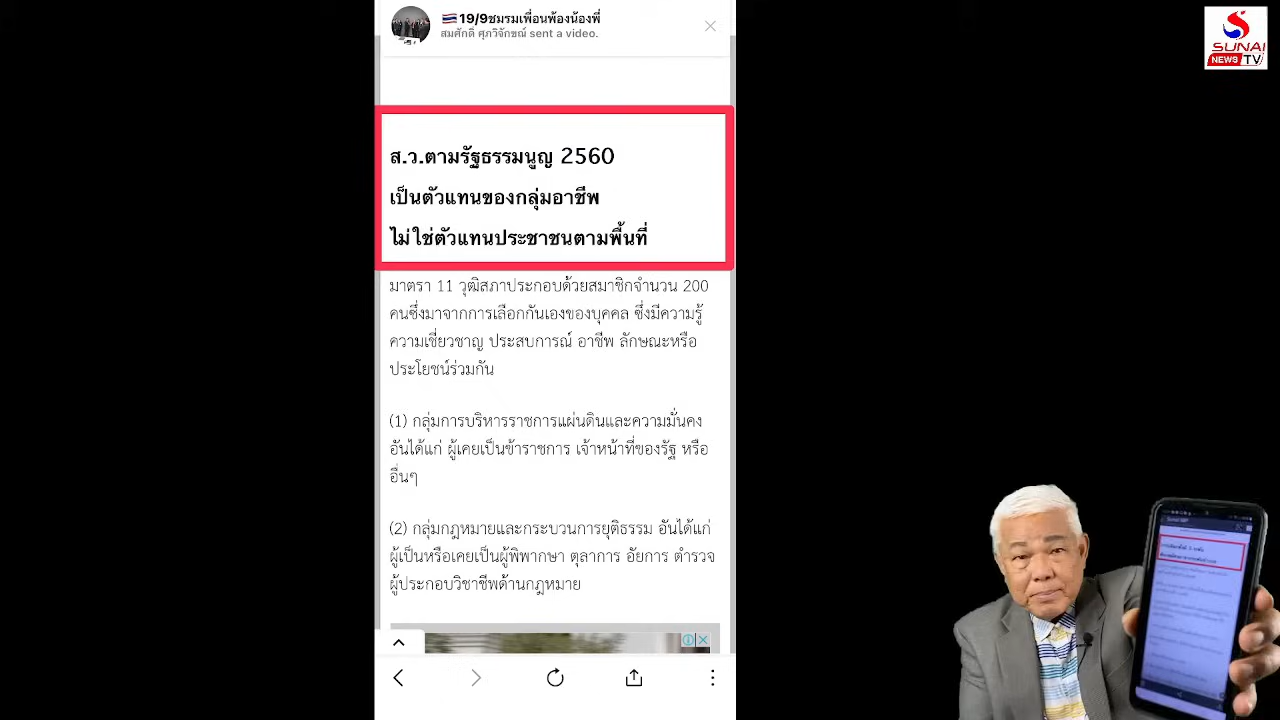 🇹🇭19/9ชมรมเพื่อนพ้องน้องพี่
สมศักดิ์ ศุภวิจักขณ์ sent a video.
SUNAI
NEWS TV
ส.ว.ตามรัฐธรรมนูญ 2560
เป็นตัวแทนของกลุ่มอาชีพ
ไม่ใช่ตัวแทนประชาชนตามพื้นที่
มาตรา 11 วุฒิสภาประกอบด้วยสมาชิกจำนวน 200
คนซึ่งมาจากการเลือกกันเองของบุคคล ซึ่งมีความรู้
ความเชี่ยวชาญ ประสบการณ์ อาชีพ ลักษณะหรือ
ประโยชน์ร่วมกัน
(1) กลุ่มการบริหารราชการแผ่นดินและความมั่นคง
อันได้แก่ ผู้เคยเป็นข้าราชการ เจ้าหน้าที่ของรัฐ หรือ
อื่นๆ
(2) กลุ่มกฎหมายและกระบวนการยุติธรรม อันได้แก่
ผู้เป็นหรือเคยเป็นผู้พิพากษา ตุลาการ อัยการ ตำรวจ
ผู้ประกอบวิชาชีพด้านกฎหมาย